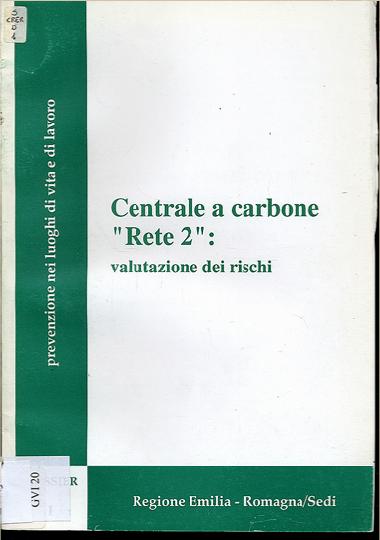 prevenzione nei luoghi di vita e di lavoro
Centrale a carbone
"Rete 2":
valutazione dei rischi
GVI 20
Regione Emilia - Romagna/Sedi